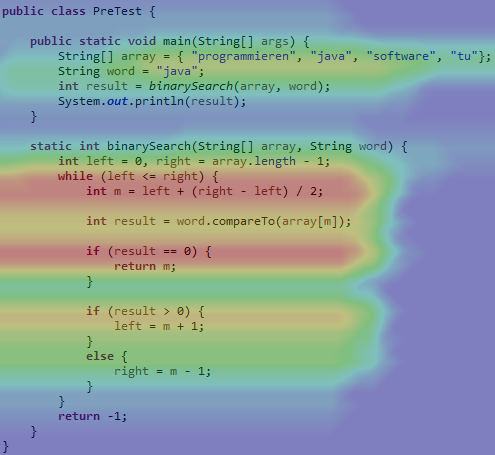 public class PreTest {
public static void main(String[] args) {
String[] array = { "programmieren", "java", "software", "tu"};
String word = "java";
int result = binarySearch(array, word);
System.out.println(result);
}
static int binarySearch(String[] array, String word) {
int left = 0, right = array.length - 1;
while (left <= right) {
int m = left + (right - left) / 2;
int result = word.compareTo(array[m]);
if (result == 0) {
return m;
}
if (result > 0) {
left = m + 1;
}
else {
right = m - 1;
}
}
return -1;
}
}